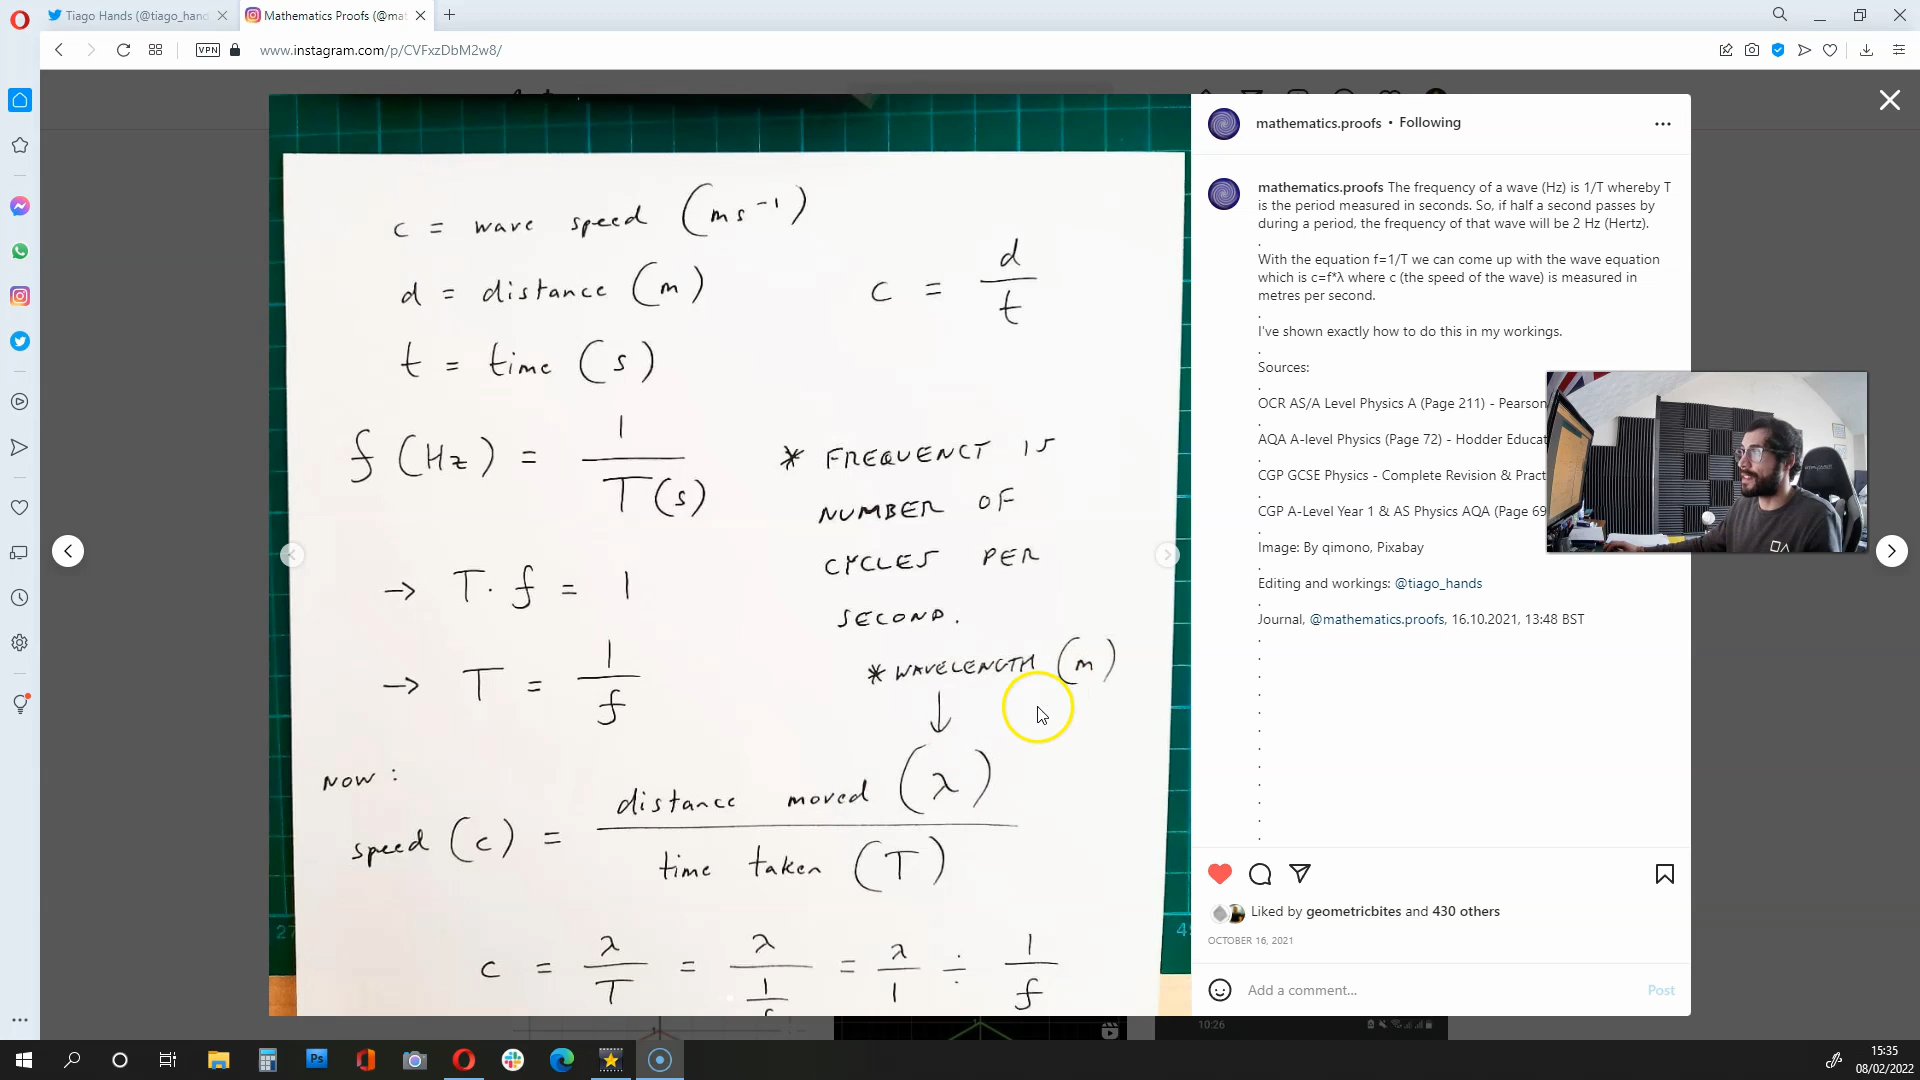 Tiago Hands (@tiago_hand
Mathematics Proofs (@ma
VPN
www.instagram.com/p/CVFxzDbM2w8/
c = wave speed (ms⁻¹)
d = distance (m)
c = d/t
t = time (s)
f (Hz) = 1/T(s)
* FREQUENCY IS
NUMBER OF
CYCLES PER
SECOND.
→ T. f = 1
→ T = 1/f
* WAVELENGTH (m)
↓
NOW:
speed (c) = distance moved (λ) / time taken (T)
c = λ/T = λ/(1/f) = λ/1 ÷ 1/f
27
mathematics.proofs • Following
mathematics.proofs The frequency of a wave (Hz) is 1/T whereby T
is the period measured in seconds. So, if half a second passes by
during a period, the frequency of that wave will be 2 Hz (Hertz).
.
With the equation f=1/T we can come up with the wave equation
which is c=f*λ where c (the speed of the wave) is measured in
metres per second.
.
I've shown exactly how to do this in my workings.
.
Sources:
.
OCR AS/A Level Physics A (Page 211) - Pearson
.
AQA A-level Physics (Page 72) - Hodder Educat
.
CGP GCSE Physics - Complete Revision & Pract
.
CGP A-Level Year 1 & AS Physics AQA (Page 69
.
Image: By qimono, Pixabay
.
Editing and workings: @tiago_hands
.
Journal, @mathematics.proofs, 16.10.2021, 13:48 BST
.
.
.
.
.
.
.
.
.
.
.
.
Liked by geometricbites and 430 others
OCTOBER 16, 2021
Add a comment...
Post
10:26
Ps
15:35
08/02/2022